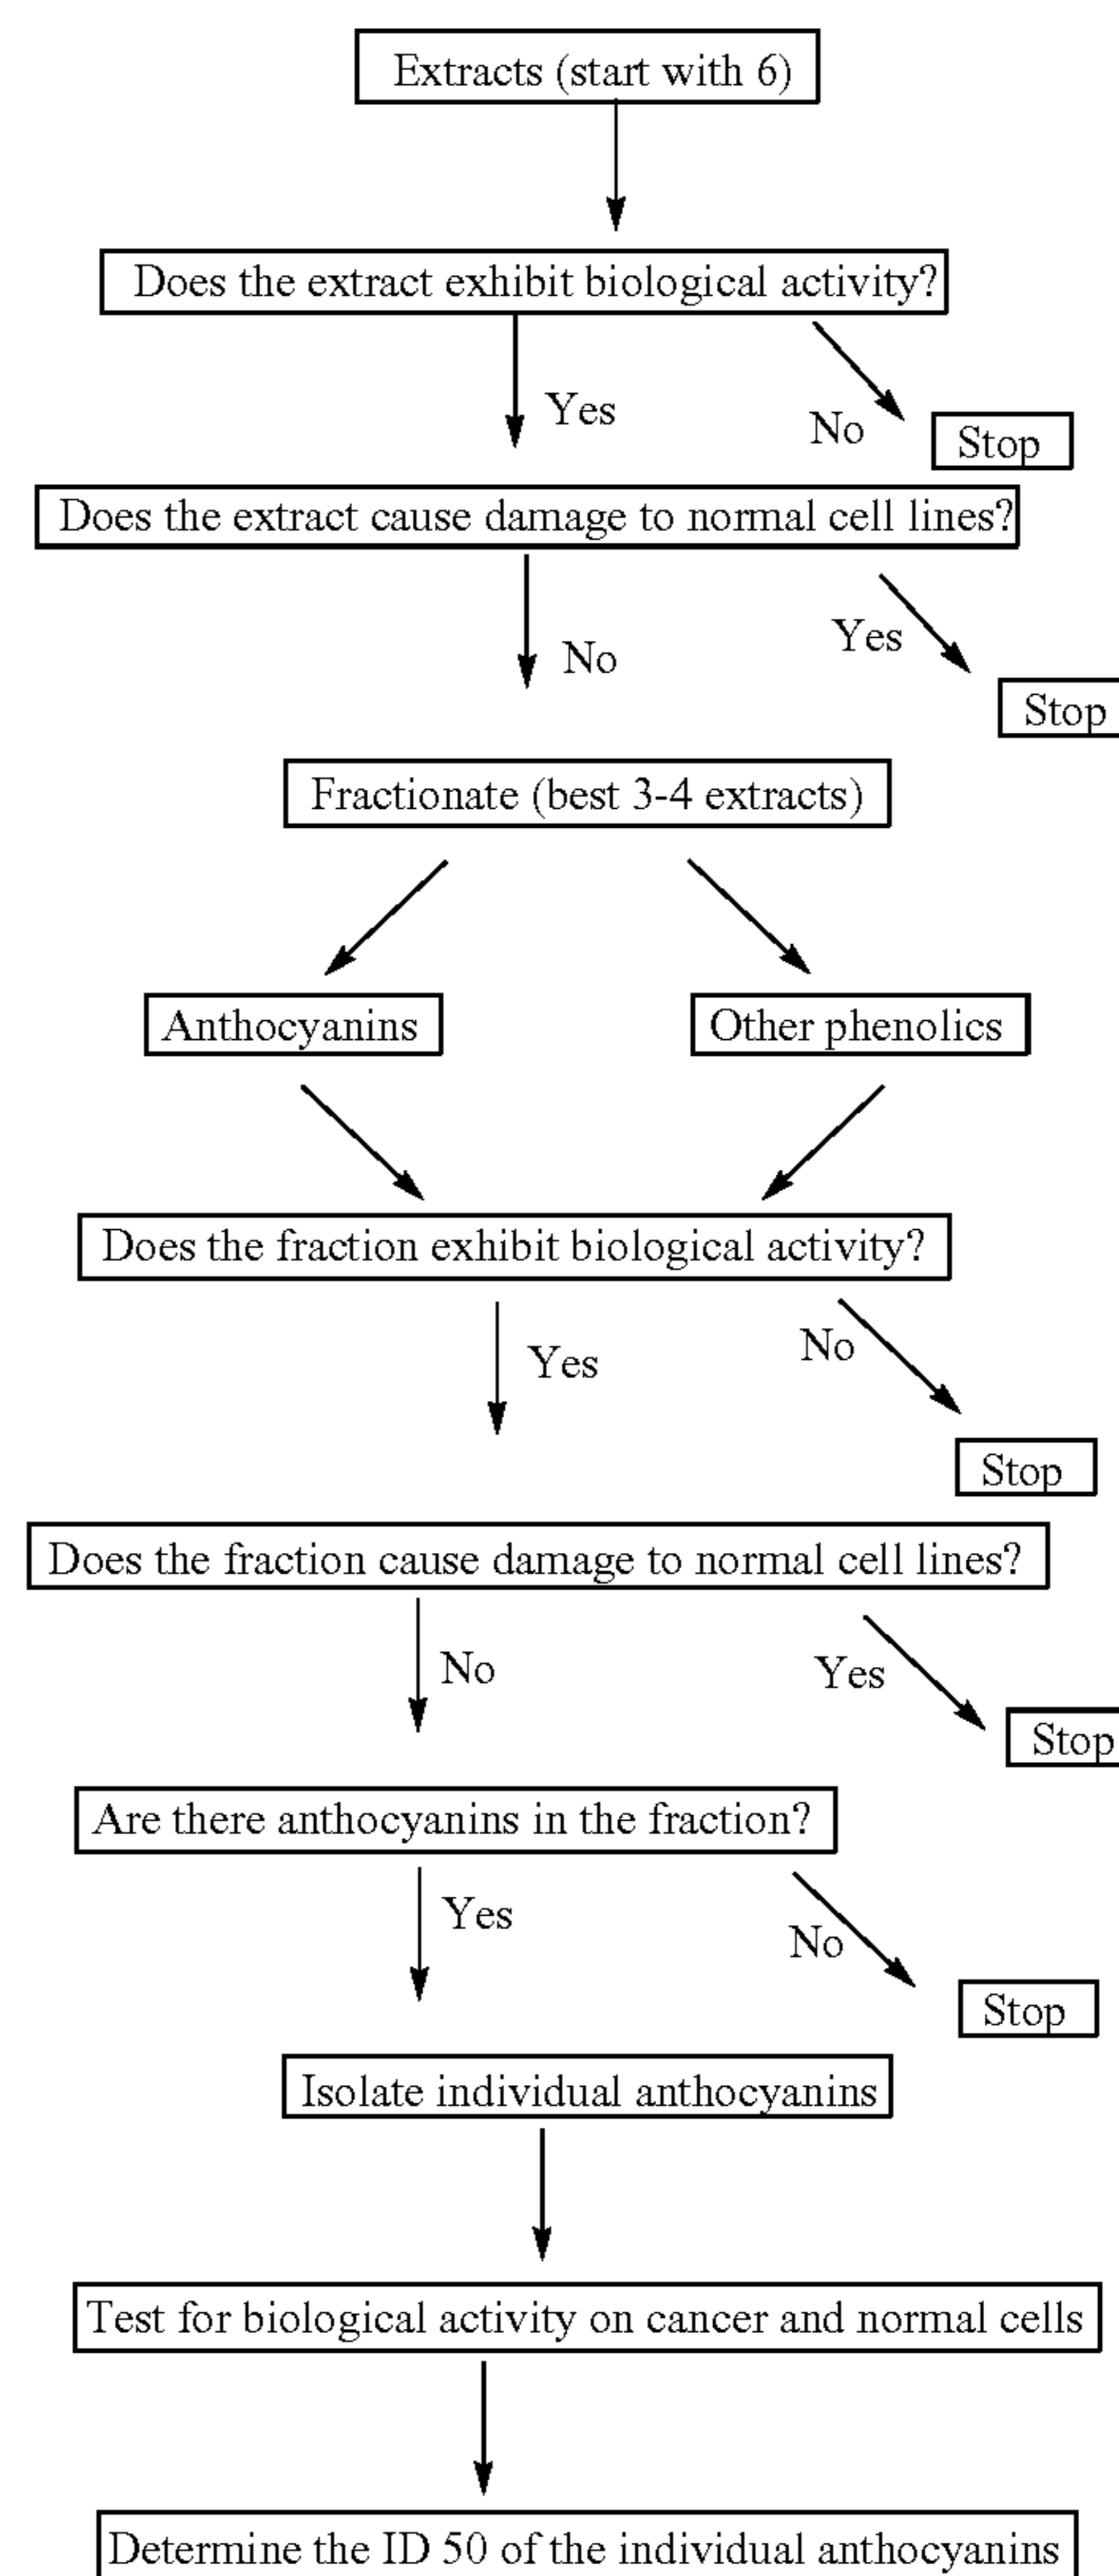 Extracts (start with 6)
Does the extract exhibit biological activity?
Yes
No
Stop
Does the extract cause damage to normal cell lines?
No
Yes
Stop
Fractionate (best 3-4 extracts)
Anthocyanins
Other phenolics
Does the fraction exhibit biological activity?
Yes
No
Stop
Does the fraction cause damage to normal cell lines?
No
Yes
Stop
Are there anthocyanins in the fraction?
Yes
No
Stop
Isolate individual anthocyanins
Test for biological activity on cancer and normal cells
Determine the ID 50 of the individual anthocyanins